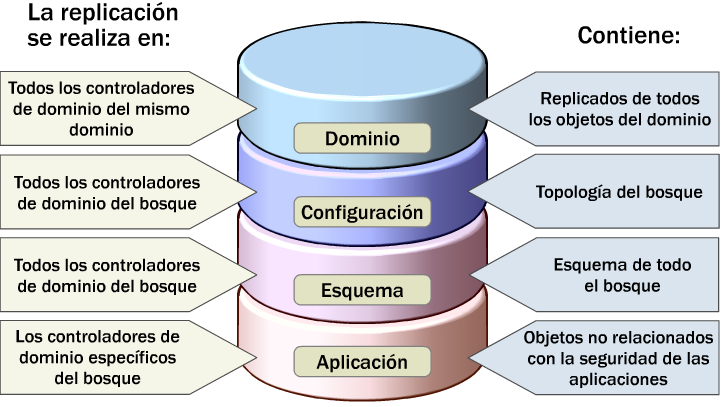 La replicación
se realiza en:
Contiene:
Todos los controladores
de dominio del mismo
dominio
Dominio
Replicados de todos
los objetos del dominio
Todos los controladores
de dominio del bosque
Configuración
Topología del bosque
Todos los controladores
de dominio del bosque
Esquema
Esquema de todo
el bosque
Los controladores de
dominio específicos
del bosque
Aplicación
Objetos no relacionados
con la seguridad de las
aplicaciones